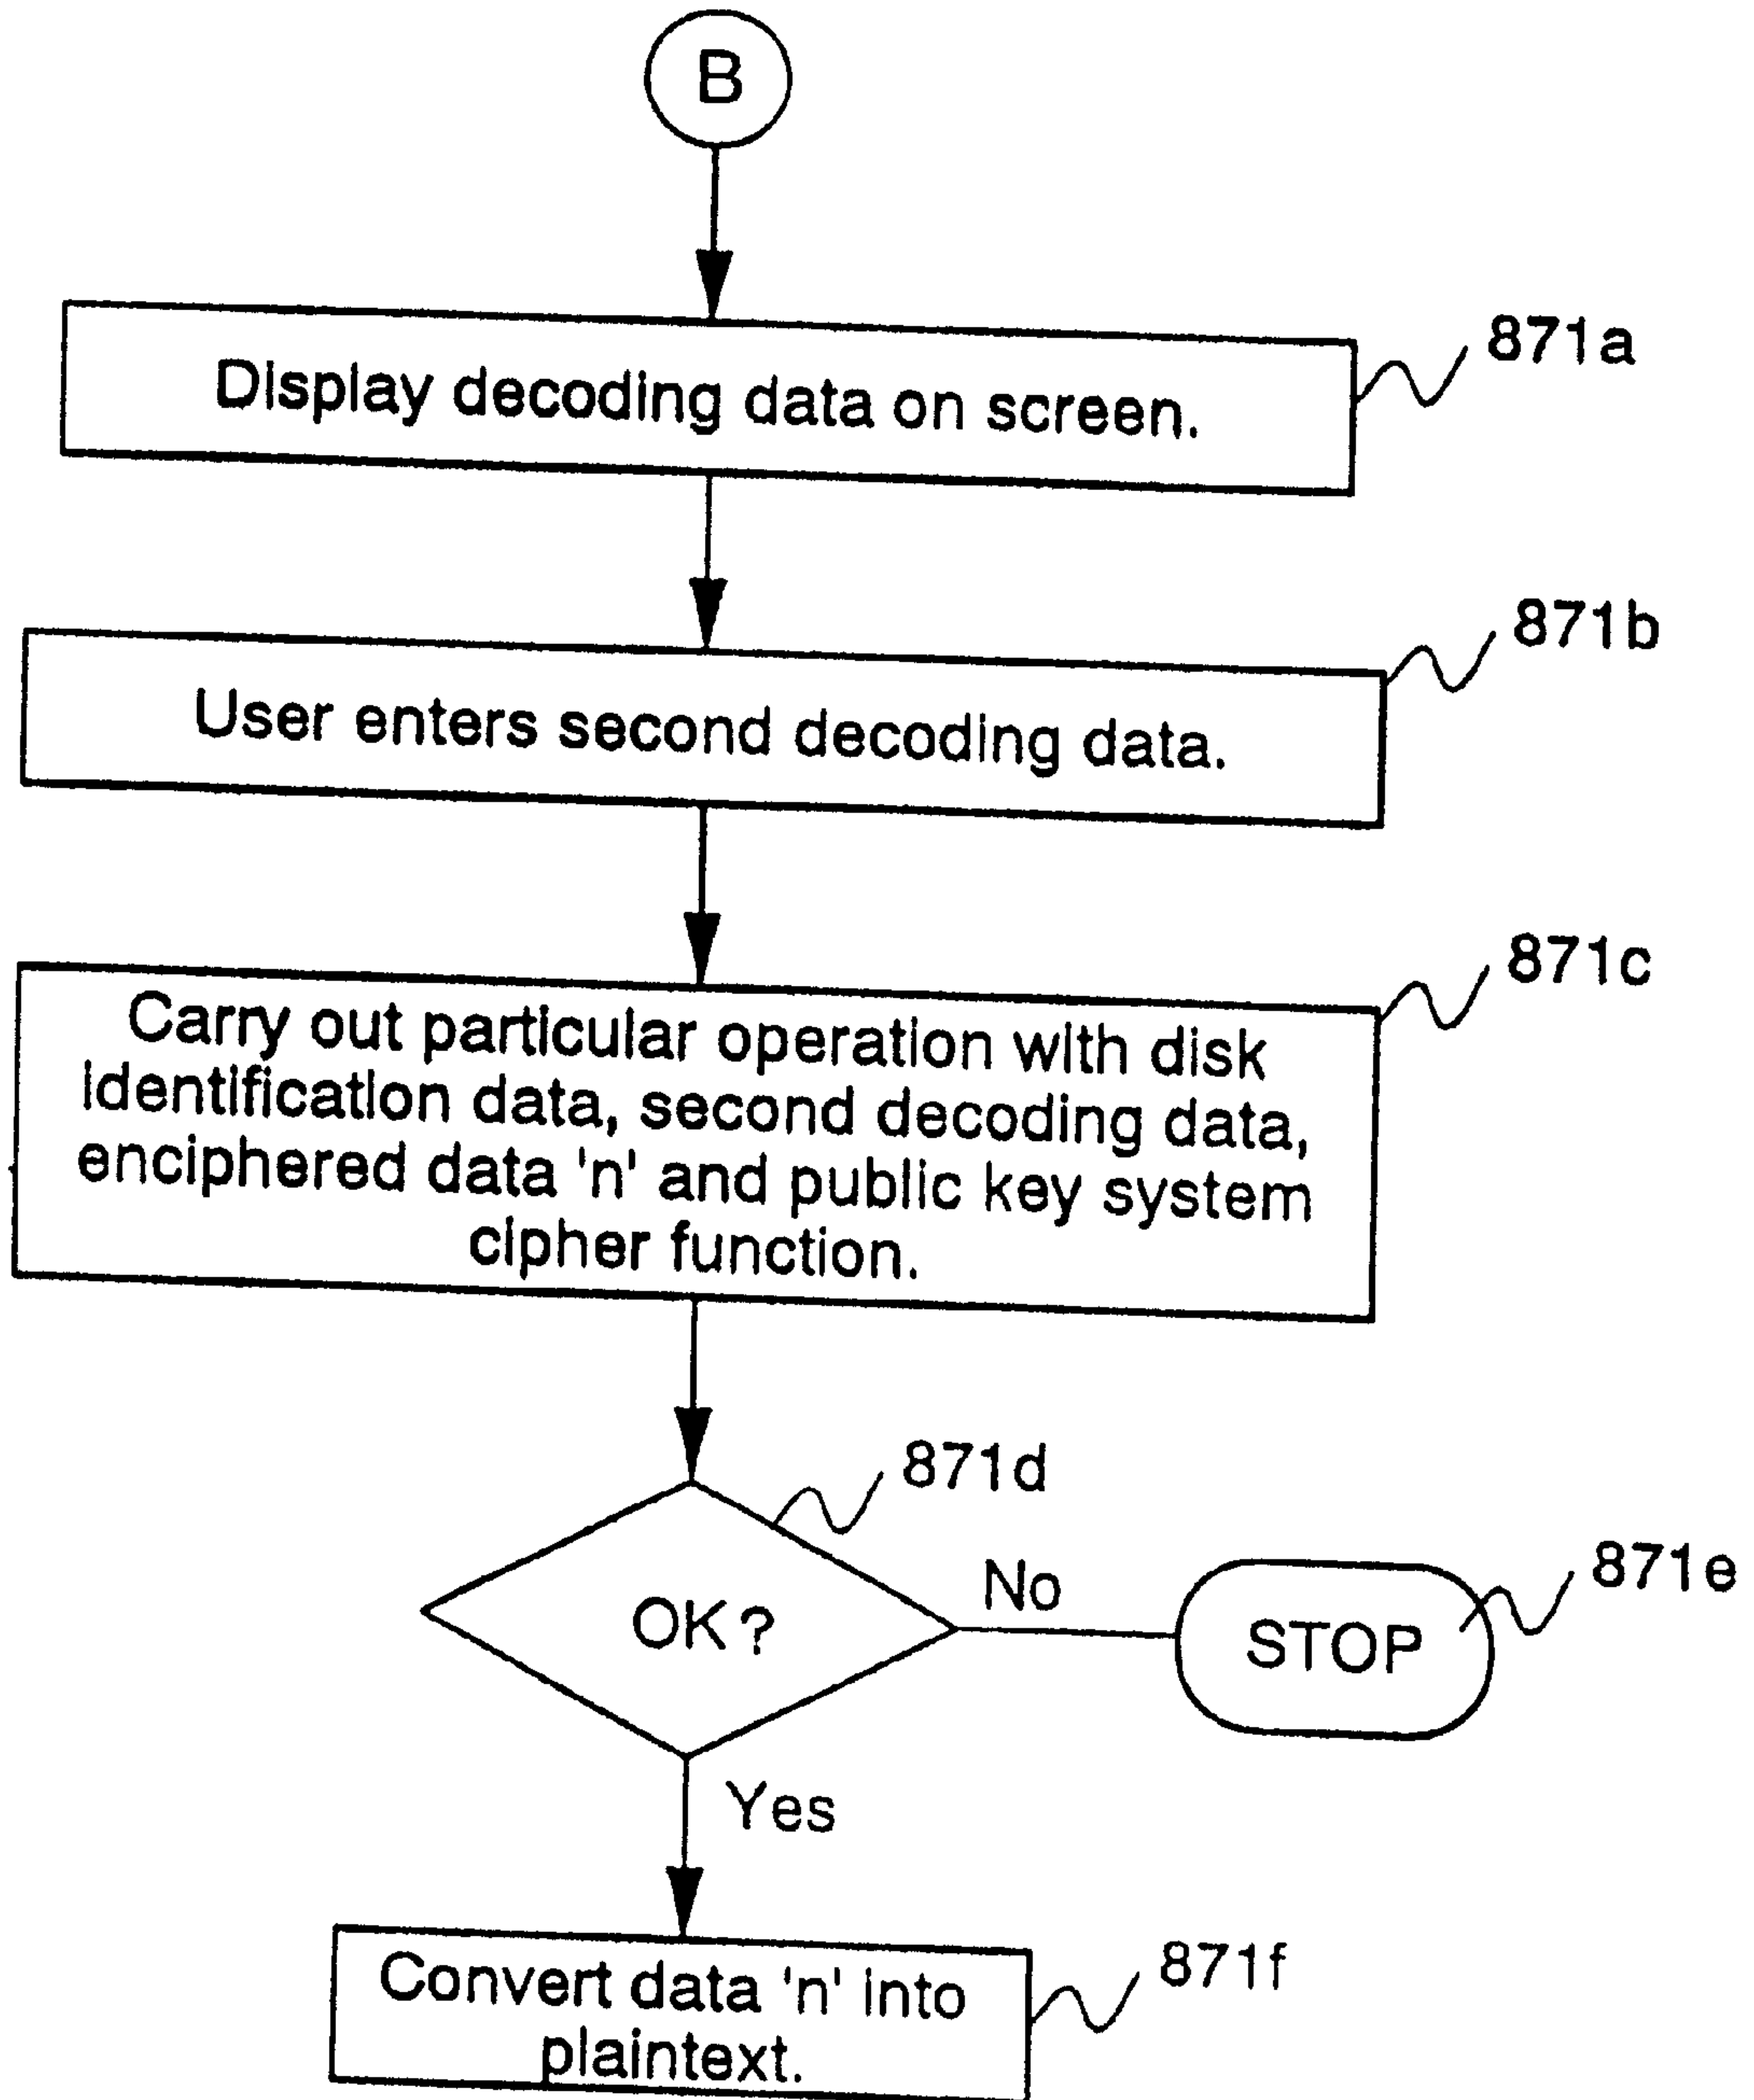 B
Display decoding data on screen.
871a
User enters second decoding data.
871b
Carry out particular operation with disk
identification data, second decoding data,
enciphered data 'n' and public key system
cipher function.
871c
OK?
871d
No
STOP
871e
Yes
Convert data 'n' into
plaintext.
871f